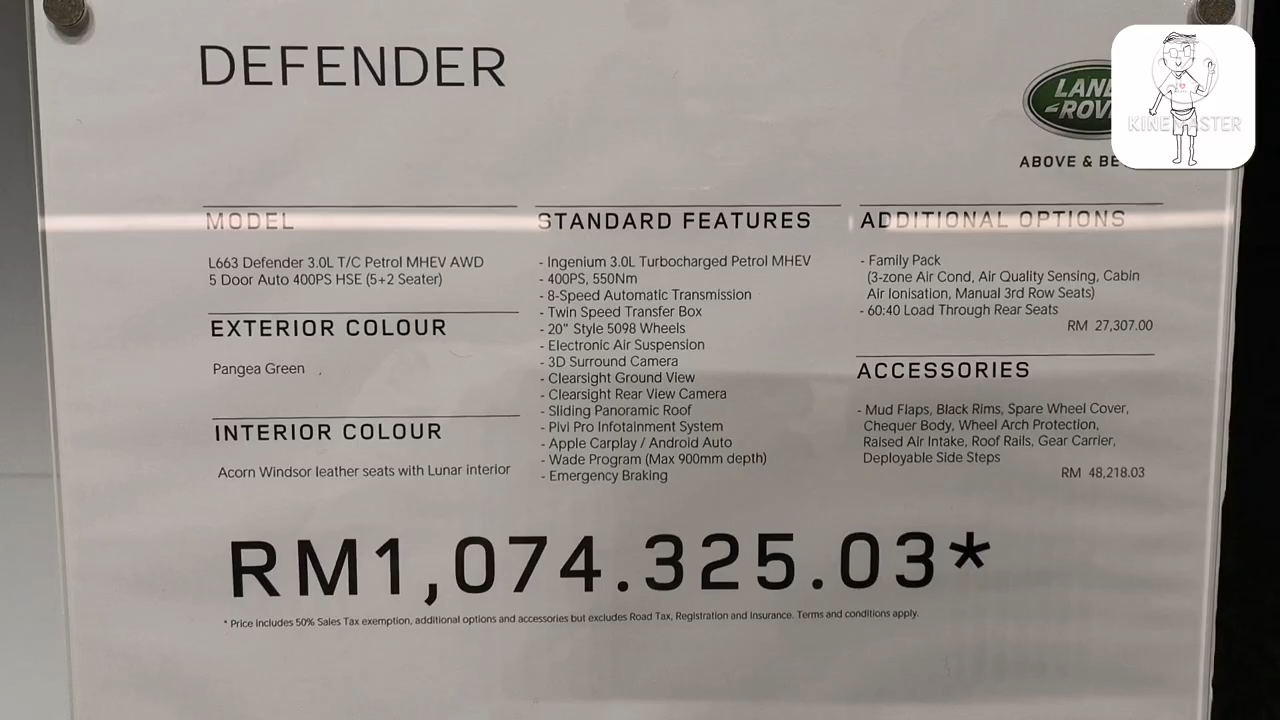 DEFENDER
LAND
ROV
KINEMASTER
ABOVE & BE
MODEL
L663 Defender 3.0L T/C Petrol MHEV AWD
5 Door Auto 400PS HSE (5+2 Seater)
EXTERIOR COLOUR
Pangea Green
INTERIOR COLOUR
Acorn Windsor leather seats with Lunar interior
STANDARD FEATURES
- Ingenium 3.0L Turbocharged Petrol MHEV
- 400PS, 550Nm
- 8-Speed Automatic Transmission
- Twin Speed Transfer Box
- 20" Style 5098 Wheels
- Electronic Air Suspension
- 3D Surround Camera
- Clearsight Ground View
- Clearsight Rear View Camera
- Sliding Panoramic Roof
- Pivi Pro Infotainment System
- Apple Carplay / Android Auto
- Wade Program (Max 900mm depth)
- Emergency Braking
ADDITIONAL OPTIONS
- Family Pack
(3-zone Air Cond, Air Quality Sensing, Cabin
Air Ionisation, Manual 3rd Row Seats)
- 60:40 Load Through Rear Seats
RM 27,307.00
ACCESSORIES
- Mud Flaps, Black Rims, Spare Wheel Cover,
Chequer Body, Wheel Arch Protection,
Raised Air Intake, Roof Rails, Gear Carrier,
Deployable Side Steps
RM 48,218.03
RM1,074.325.03*
* Price includes 50% Sales Tax exemption, additional options and accessories but excludes Road Tax, Registration and Insurance. Terms and conditions apply.